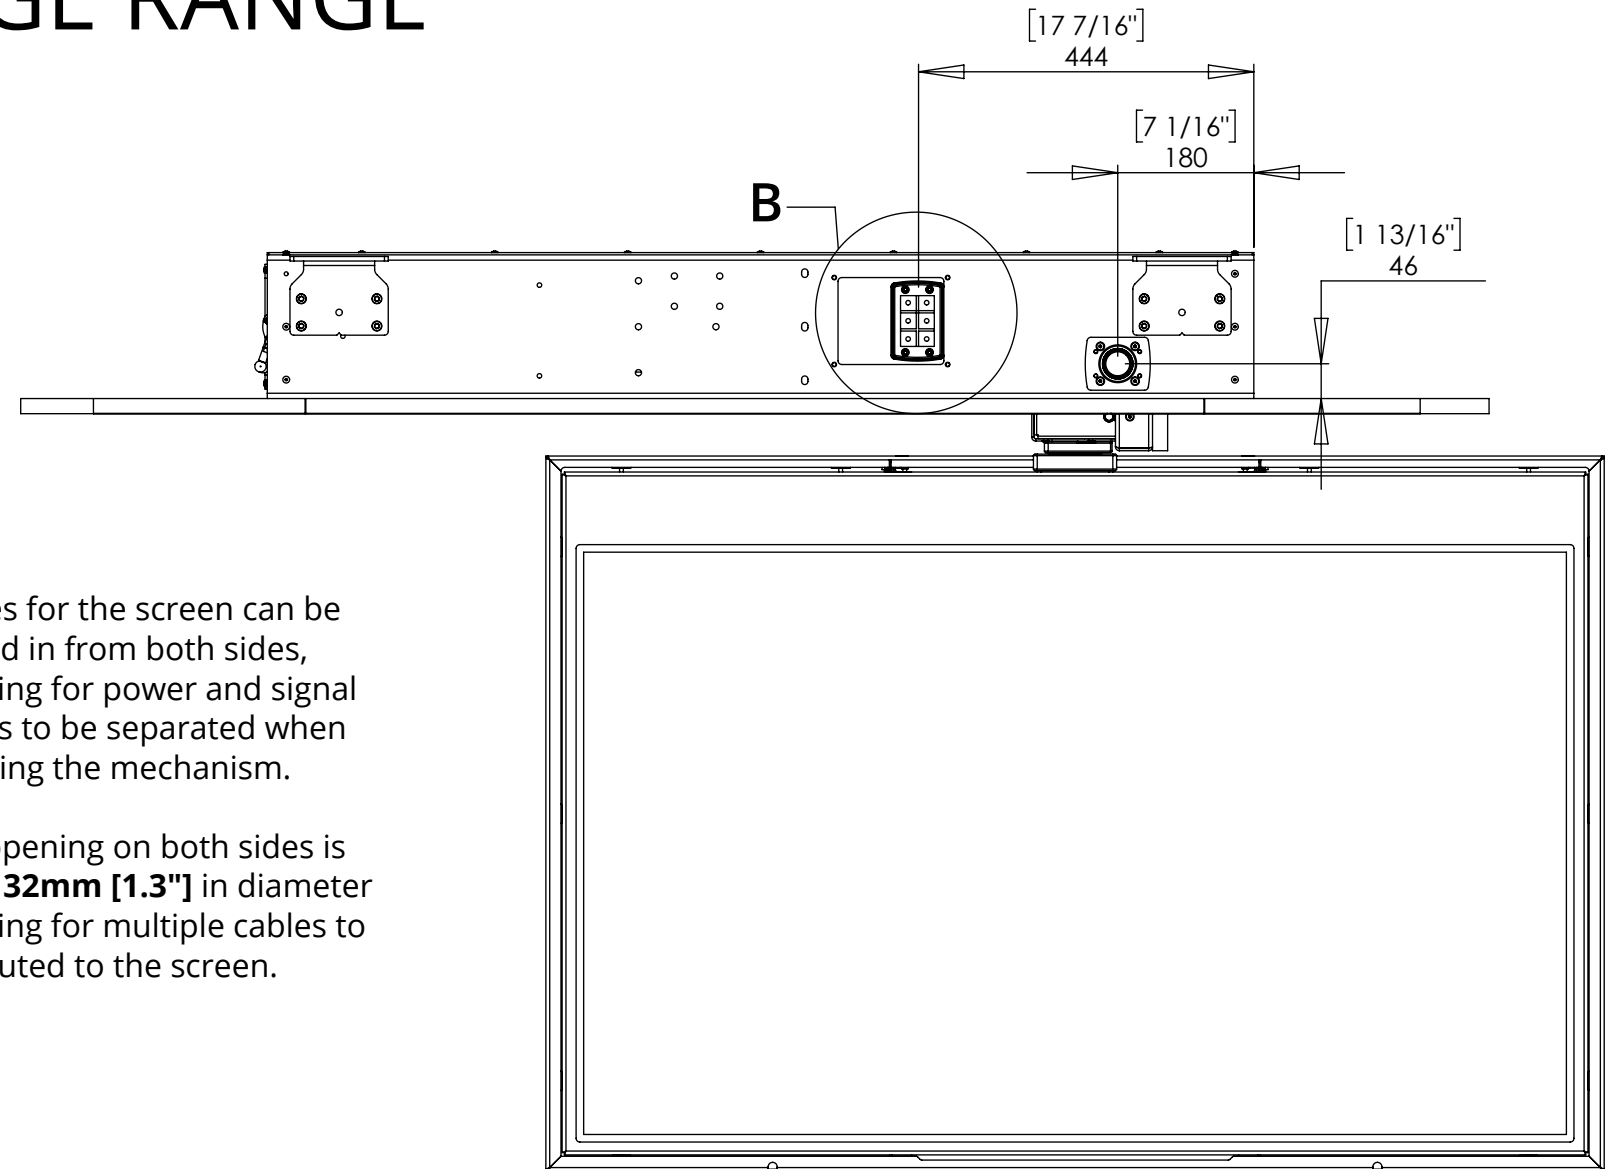 GE RANGE
[17 7/16"]
444
[7 1/16"]
180
B
[1 13/16"]
46
es for the screen can be
d in from both sides,
ing for power and signal
s to be separated when
ing the mechanism.
opening on both sides is
32mm [1.3"] in diameter
ing for multiple cables to
uted to the screen.